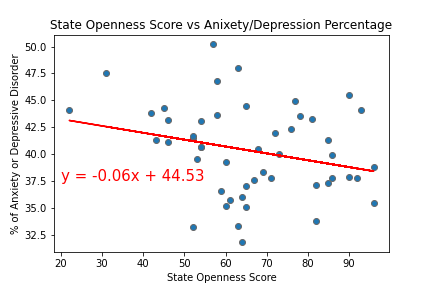 State Openness Score vs Anixety/Depression Percentage
% of Anxiety or Depressive Disorder
50.0
47.5
45.0
42.5
40.0
37.5
35.0
32.5
y = -0.06x + 44.53
20 30 40 50 60 70 80 90
State Openness Score